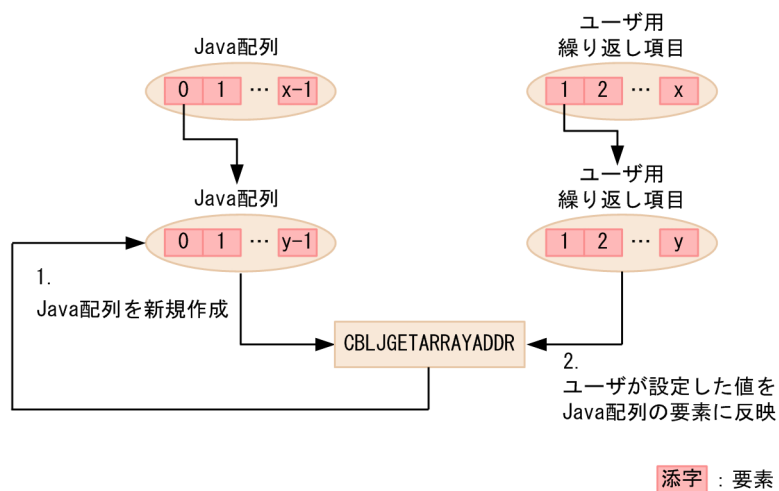 Java配列
0 1 … x-1
ユーザ用
繰り返し項目
1 2 … x
Java配列
0 1 … y-1
ユーザ用
繰り返し項目
1 2 … y
1.
Java配列を新規作成
CBLJGETARRAYADDR
2.
ユーザが設定した値を
Java配列の要素に反映
添字 : 要素